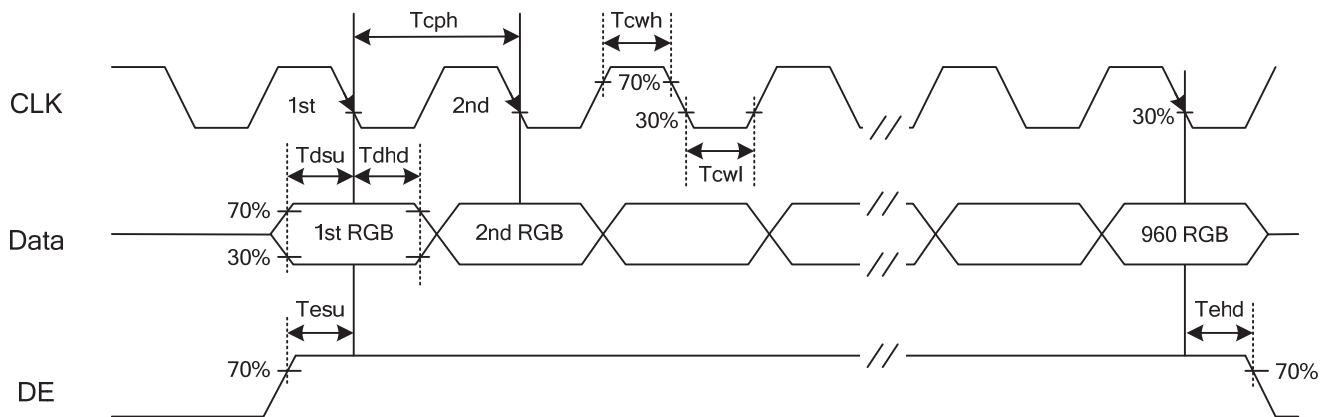 Tcph
Tcwh
CLK
1st
2nd
70%
30%
30%
Tcwl
Tdsu
Tdhd
Data
70%
30%
1st RGB
2nd RGB
960 RGB
Tesu
Tehd
DE
70%
70%